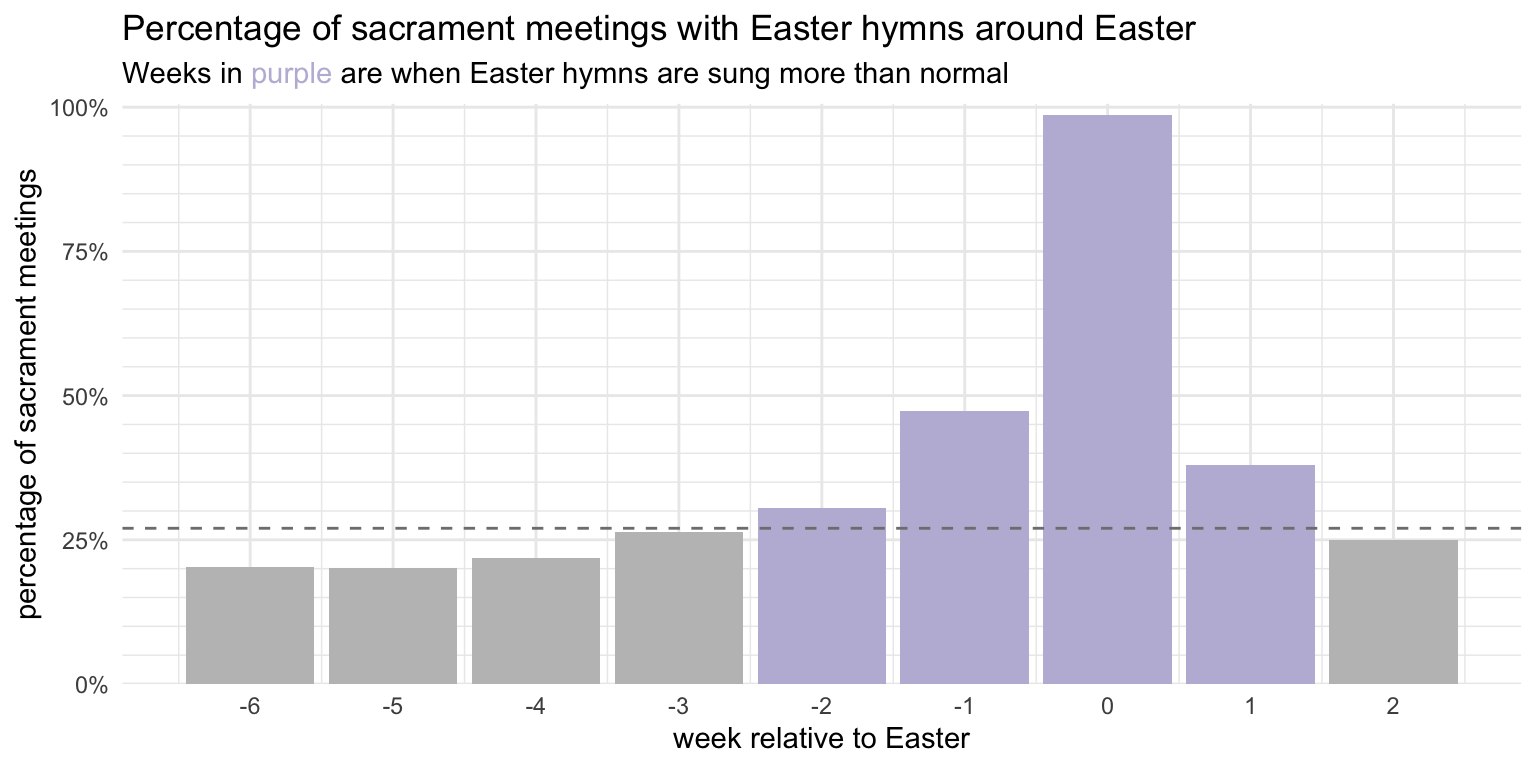 Percentage of sacrament meetings with Easter hymns around Easter
Weeks in purple are when Easter hymns are sung more than normal
percentage of sacrament meetings
100%
75%
50%
25%
0%
-6 -5 -4 -3 -2 -1 0 1 2
week relative to Easter